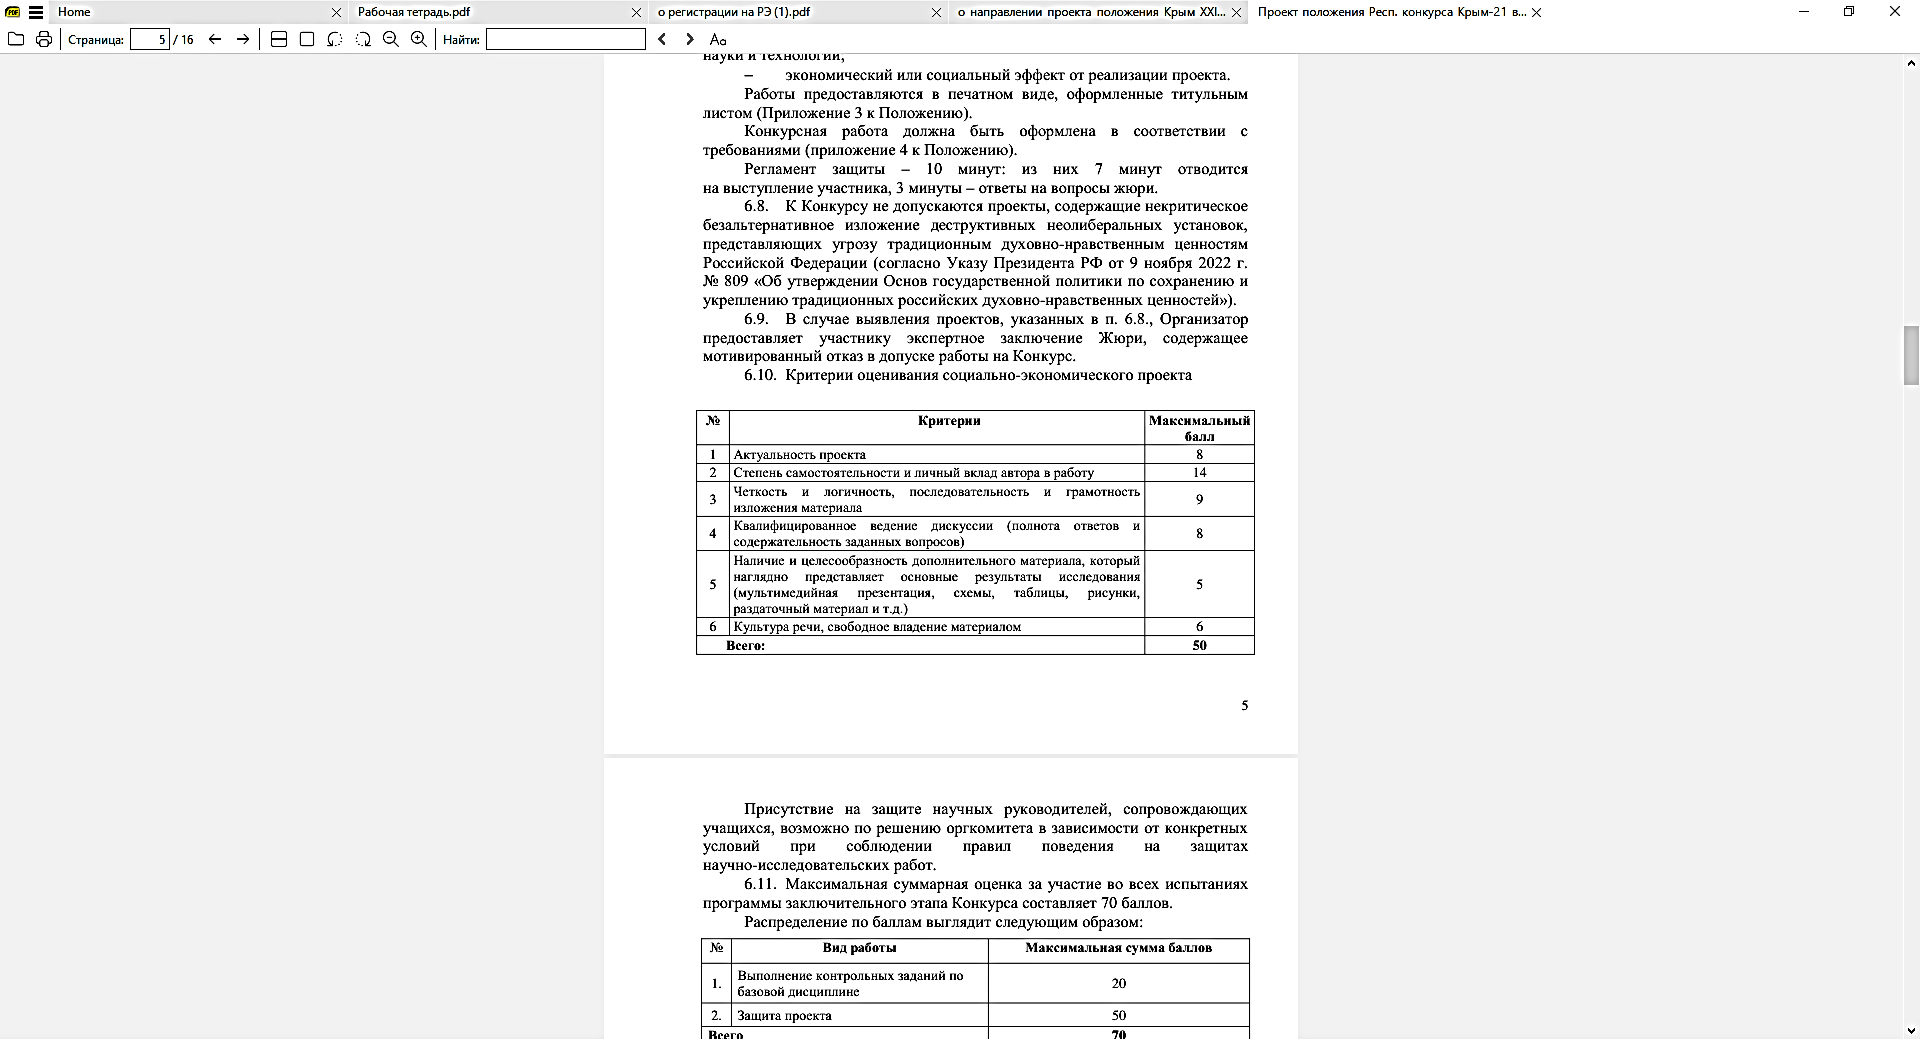 Home
Рабочая тетрадь.pdf
о регистрации на РЭ (1).pdf
о направлении проекта положения Крым XXI...
Проект положения Респ. конкурса Крым-21 в...
Страница: 5 / 16
Найти:
науки и технологии;
– экономический или социальный эффект от реализации проекта.
Работы предоставляются в печатном виде, оформленные титульным
листом (Приложение 3 к Положению).
Конкурсная работа должна быть оформлена в соответствии с
требованиями (приложение 4 к Положению).
Регламент защиты – 10 минут: из них 7 минут отводится
на выступление участника, 3 минуты – ответы на вопросы жюри.
6.8. К Конкурсу не допускаются проекты, содержащие некритическое
безальтернативное изложение деструктивных неолиберальных установок,
представляющих угрозу традиционным духовно-нравственным ценностям
Российской Федерации (согласно Указу Президента РФ от 9 ноября 2022 г.
№ 809 «Об утверждении Основ государственной политики по сохранению и
укреплению традиционных российских духовно-нравственных ценностей»).
6.9. В случае выявления проектов, указанных в п. 6.8., Организатор
предоставляет участнику экспертное заключение Жюри, содержащее
мотивированный отказ в допуске работы на Конкурс.
6.10. Критерии оценивания социально-экономического проекта
№ Критерии Максимальный
балл
1 Актуальность проекта 8
2 Степень самостоятельности и личный вклад автора в работу 14
3 Четкость и логичность, последовательность и грамотность
изложения материала 9
4 Квалифицированное ведение дискуссии (полнота ответов и
содержательность заданных вопросов) 8
5 Наличие и целесообразность дополнительного материала, который
наглядно представляет основные результаты исследования
(мультимедийная презентация, схемы, таблицы, рисунки, 5
раздаточный материал и т.д.)
6 Культура речи, свободное владение материалом 6
Всего: 50
5
Присутствие на защите научных руководителей, сопровождающих
учащихся, возможно по решению оргкомитета в зависимости от конкретных
условий при соблюдении правил поведения на защитах
научно-исследовательских работ.
6.11. Максимальная суммарная оценка за участие во всех испытаниях
программы заключительного этапа Конкурса составляет 70 баллов.
Распределение по баллам выглядит следующим образом:
№ Вид работы Максимальная сумма баллов
1. Выполнение контрольных заданий по
базовой дисциплине 20
2. Защита проекта 50
Всего 70